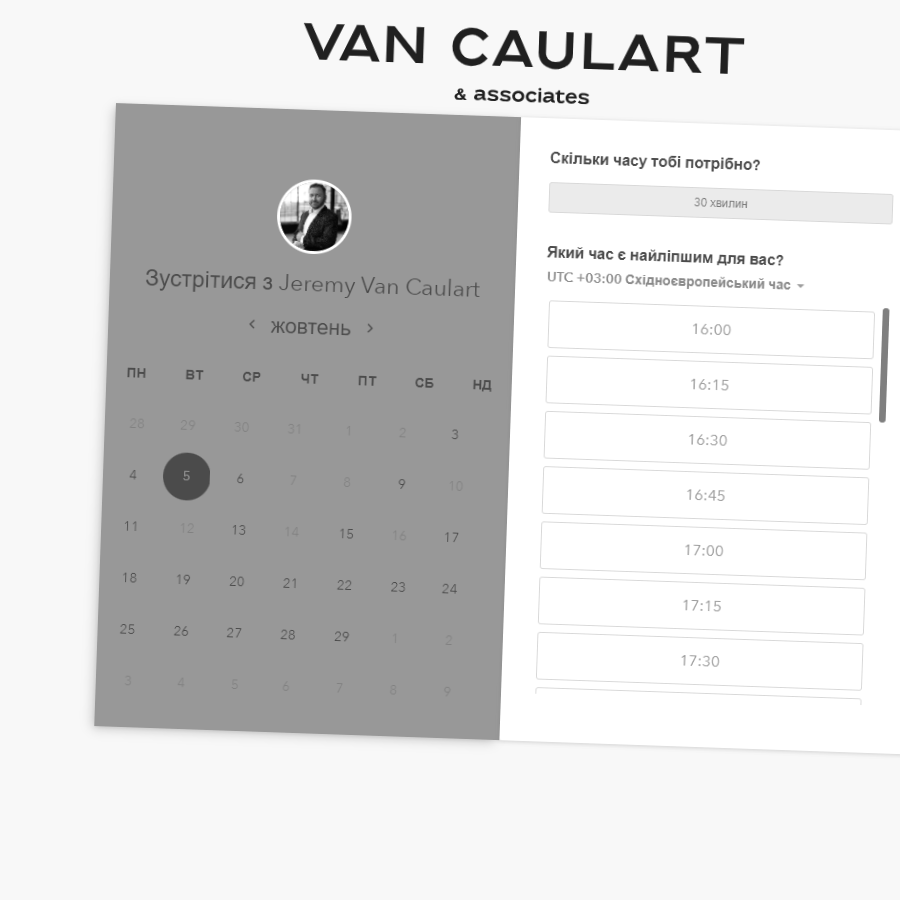 VAN CAULART
& associates
Зустрітися з Jeremy Van Caulart
жовтень
ПН ВТ СР ЧТ ПТ СБ НД
28 29 30 31 1 2 3
4 5 6 7 8 9 10
11 12 13 14 15 16 17
18 19 20 21 22 23 24
25 26 27 28 29 1 2
3 4 5 6 7 8 9
Скільки часу тобі потрібно?
30 хвилин
Який час є найліпшим для вас?
UTC +03:00 Східноєвропейський час
16:00
16:15
16:30
16:45
17:00
17:15
17:30